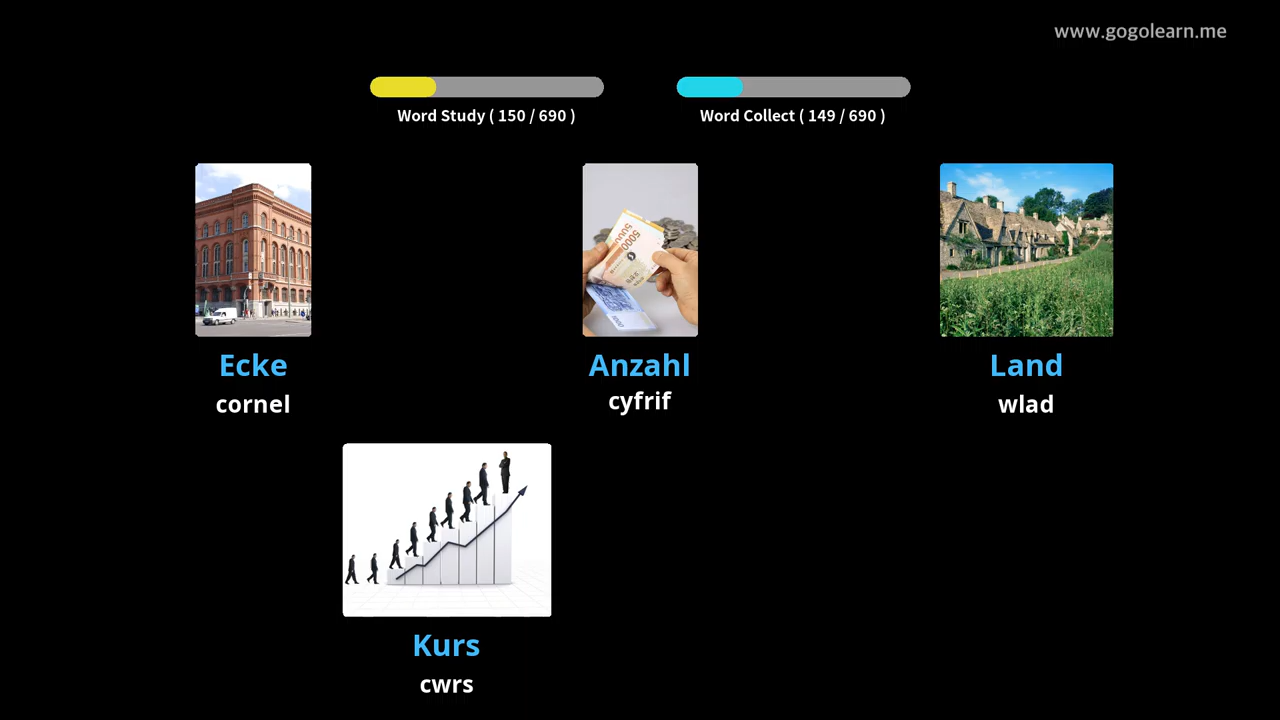 www.gogolearn.me
Word Study ( 150 / 690 )
Word Collect ( 149 / 690 )
Ecke
Anzahl
Land
cornel
cyfrif
wlad
Kurs
cwrs